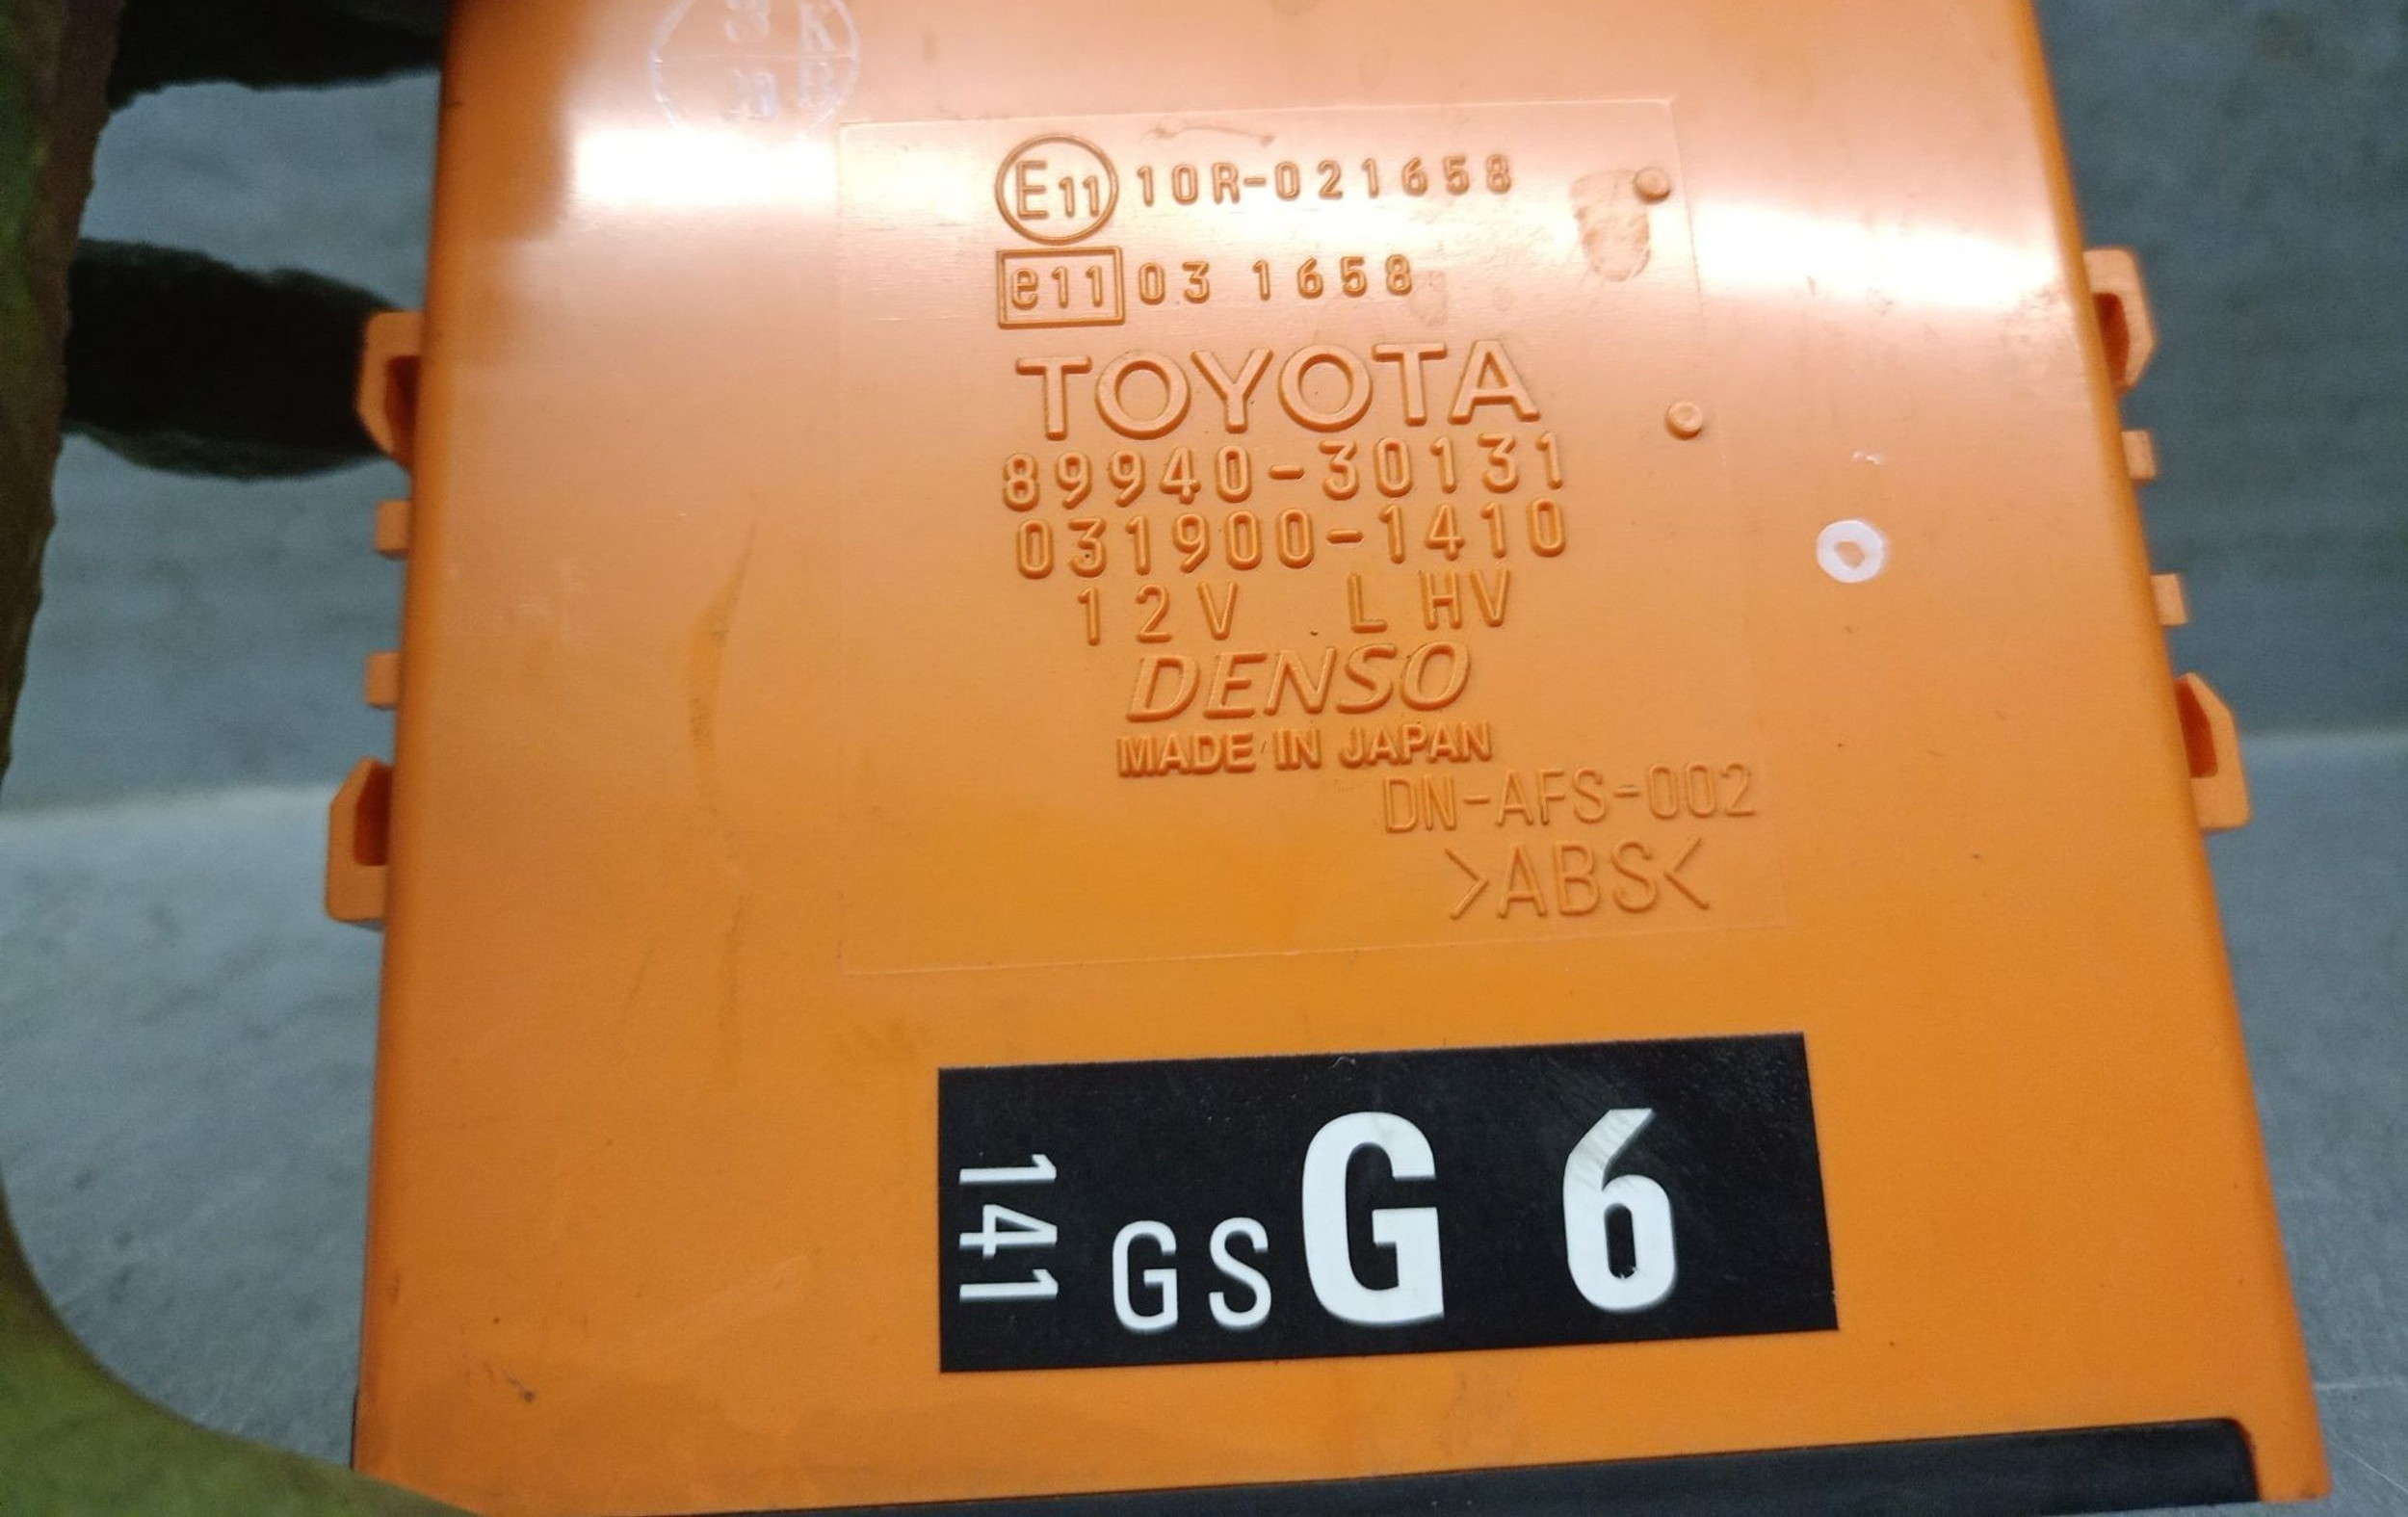 E11 10R-021658
e11 03 1658
TOYOTA
89940-30131
031900-1410
12V LHV
DENSO
MADE IN JAPAN
DN-AFS-002
>ABS<
141 GS G 6